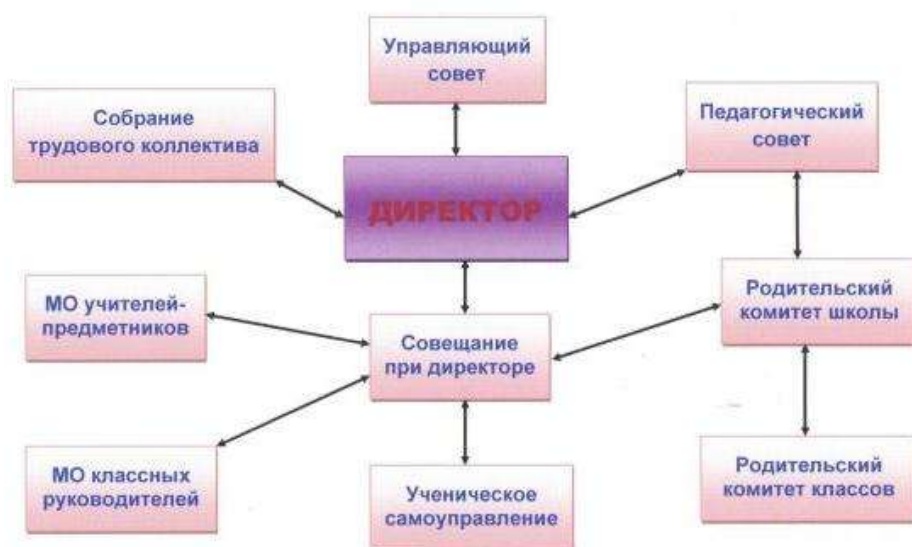 Управляющий
совет
Собрание
трудового коллектива
Педагогический
совет
ДИРЕКТОР
МО учителей-
предметников
Совещание
при директоре
Родительский
комитет школы
МО классных
руководителей
Ученическое
самоуправление
Родительский
комитет классов